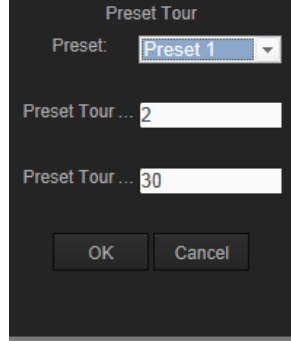 Preset Tour
Preset: Preset 1
Preset Tour ... 2
Preset Tour ... 30
OK Cancel